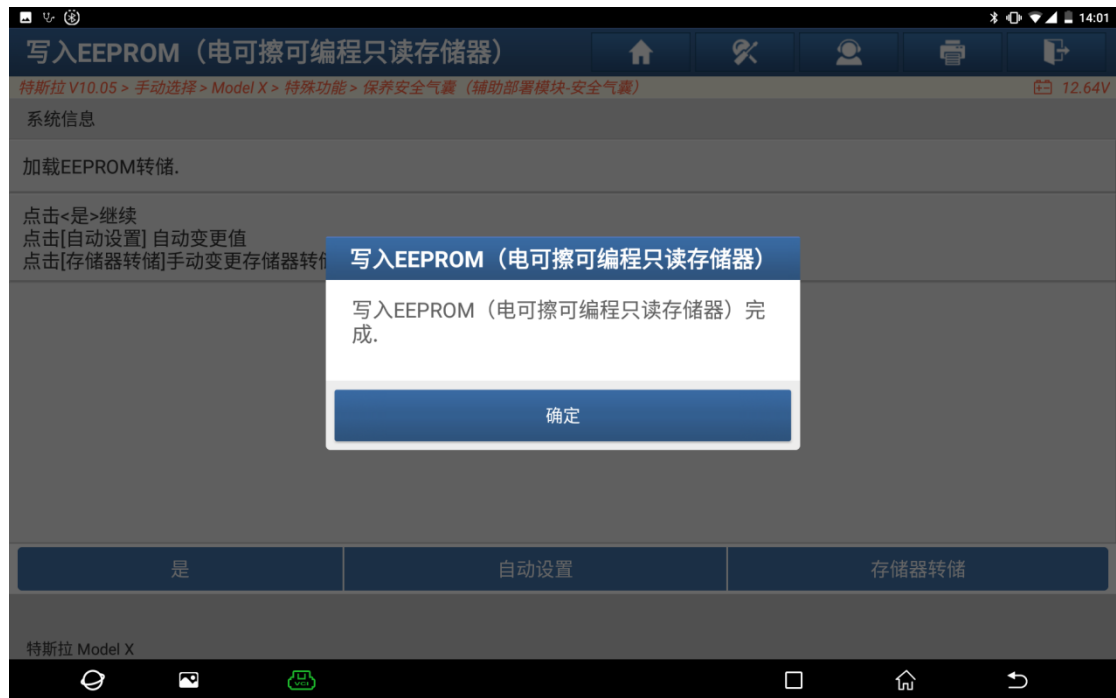 14:01
写入EEPROM（电可擦可编程只读存储器）
特斯拉 V10.05 > 手动选择 > Model X > 特殊功能 > 保养安全气囊（辅助部署模块-安全气囊）
12.64V
系统信息
加载EEPROM转储.
点击<是>继续
点击[自动设置] 自动变更值
点击[存储器转储]手动变更存储器转
写入EEPROM（电可擦可编程只读存储器）
写入EEPROM（电可擦可编程只读存储器）完
成.
确定
是
自动设置
存储器转储
特斯拉 Model X
VCI